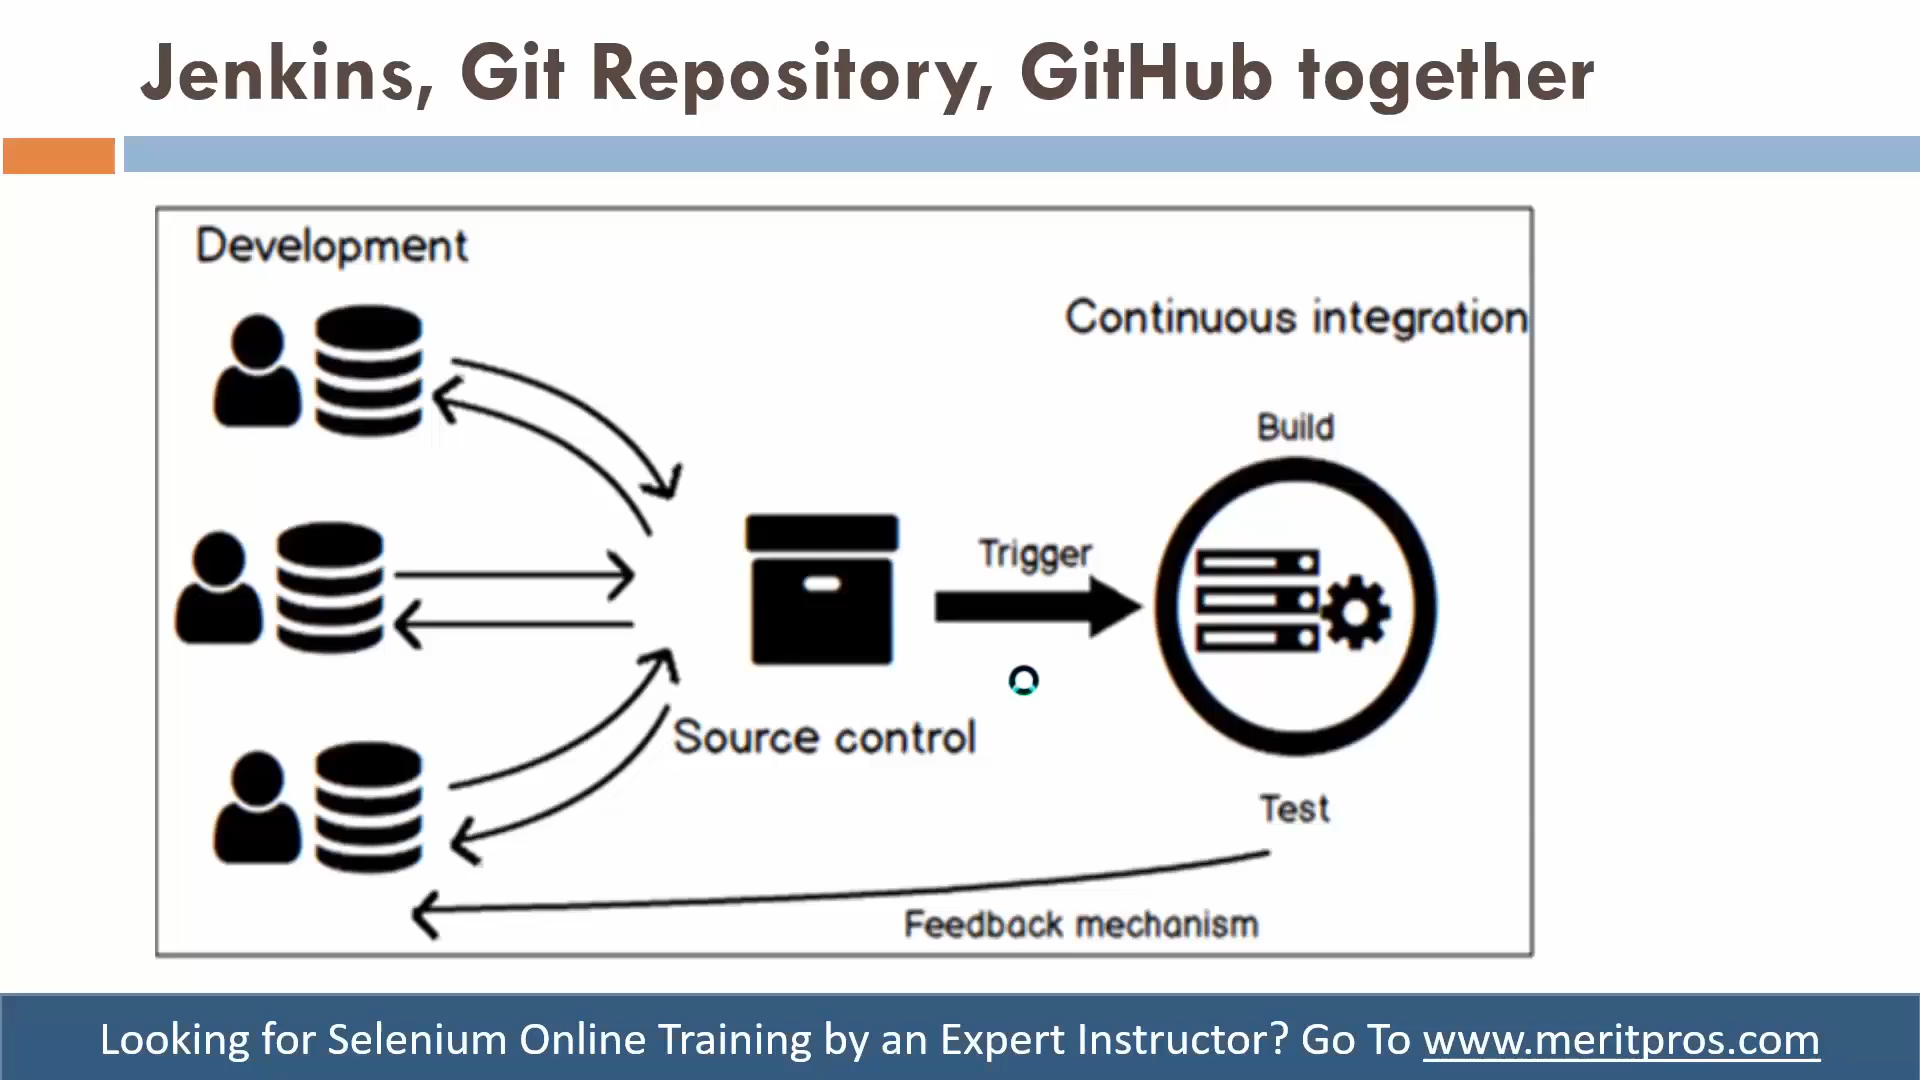 Jenkins, Git Repository, GitHub together
Development
Continuous integration
Build
Trigger
Source control
Test
Feedback mechanism
Looking for Selenium Online Training by an Expert Instructor? Go To www.meritpros.com